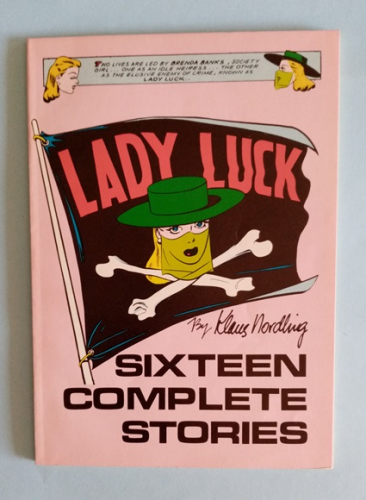 TWO LIVES ARE LED BY BRENDA BANKS, SOCIETY
GIRL... ONE AS AN IDLE HEIRESS... THE OTHER
AS THE ELUSIVE ENEMY OF CRIME, KNOWN AS
LADY LUCK...
LADY LUCK
By Klaus Nordling
SIXTEEN
COMPLETE
STORIES